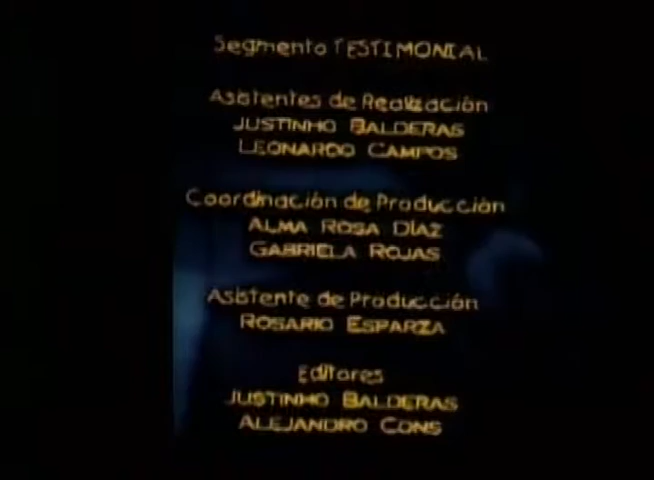 Segmento TESTIMONIAL
Asistentes de Realización
JUSTINHO BALDERAS
LEONARDO CAMPOS
Coordinación de Producción
ALMA ROSA DÍAZ
GABRIELA ROJAS
Asistente de Producción
ROSARIO ESPARZA
Editores
JUSTINHO BALDERAS
ALEJANDRO CONS